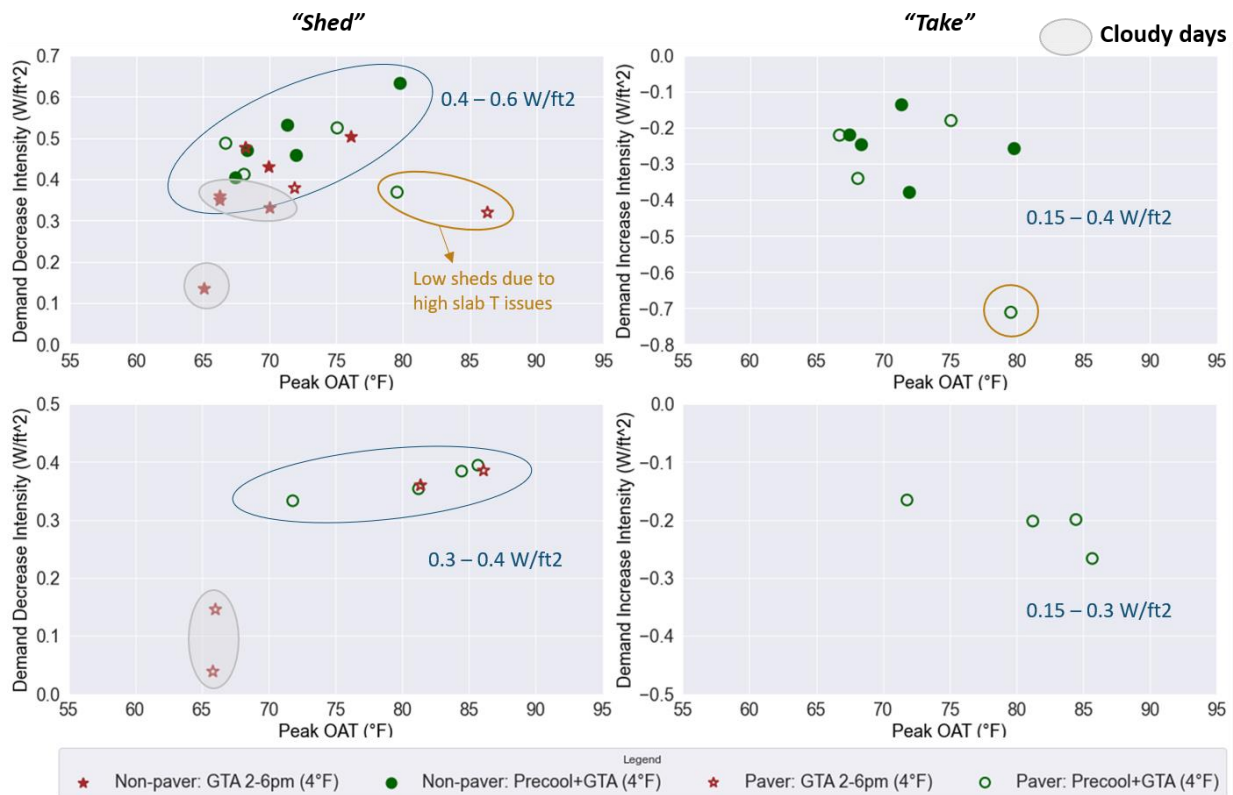 “Shed”
“Take”
Cloudy days
Demand Decrease Intensity (W/ft^2)
0.7
0.6
0.5
0.4
0.3
0.2
0.1
0.0
0.4 – 0.6 W/ft2
Low sheds due to
high slab T issues
55 60 65 70 75 80 85 90 95
Peak OAT (°F)
Demand Increase Intensity (W/ft^2)
0.0
−0.1
−0.2
−0.3
−0.4
−0.5
−0.6
−0.7
−0.8
0.15 – 0.4 W/ft2
55 60 65 70 75 80 85 90 95
Peak OAT (°F)
Demand Decrease Intensity (W/ft^2)
0.5
0.4
0.3
0.2
0.1
0.0
0.3 – 0.4 W/ft2
55 60 65 70 75 80 85 90 95
Peak OAT (°F)
Demand Increase Intensity (W/ft^2)
0.0
−0.1
−0.2
−0.3
−0.4
−0.5
0.15 – 0.3 W/ft2
55 60 65 70 75 80 85 90 95
Peak OAT (°F)
Legend
Non-paver: GTA 2-6pm (4°F)
Non-paver: Precool+GTA (4°F)
Paver: GTA 2-6pm (4°F)
Paver: Precool+GTA (4°F)